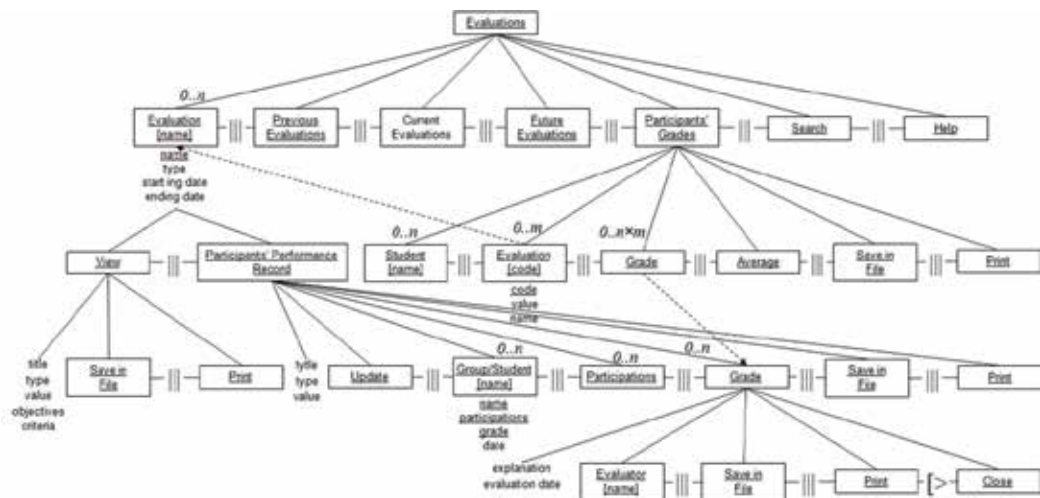 Evaluations
0..n
Evaluation
[name]
||||
Previous
Evaluations
||||
Current
Evaluations
||||
Future
Evaluations
||||
Participants'
Grades
||||
Search
||||
Help
name
type
starting date
ending date
View
|||
Participants' Performance
Record
0..n
Student
[name]
|||
0..m
Evaluation
[code]
|||
0..n×m
Grade
|||
Average
|||
Save in
File
|||
Print
code
value
name
title
type
value
objectives
criteria
Save in
File
|||
Print
tytle
type
value
Update
|||
0..n
Group/Student
[name]
|||
0..n
Participations
|||
0..n
Grade
|||
Save in
File
|||
Print
name
participations
grade
date
explanation
evaluation date
Evaluator
[name]
|||
Save in
File
|||
Print
[>
Close